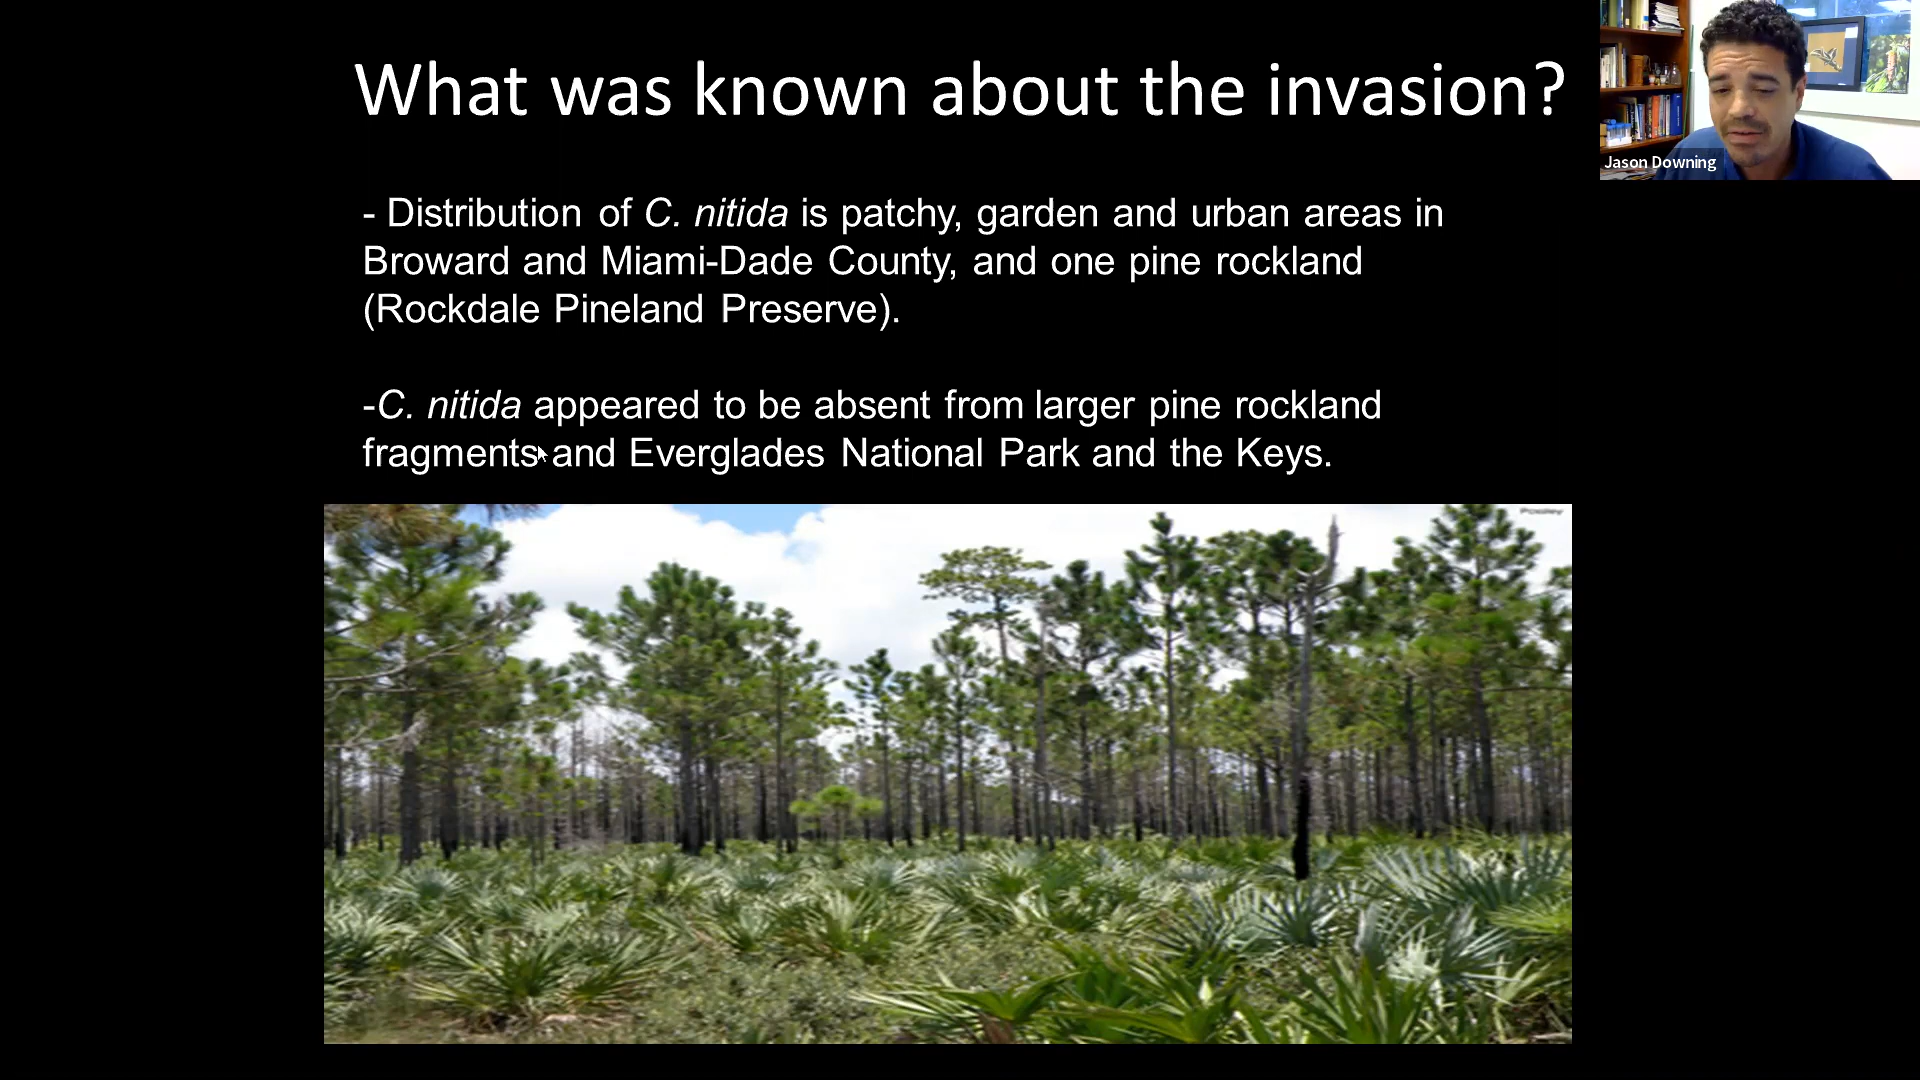 What was known about the invasion?
Jason Downing
- Distribution of C. nitida is patchy, garden and urban areas in
Broward and Miami-Dade County, and one pine rockland
(Rockdale Pineland Preserve).
-C. nitida appeared to be absent from larger pine rockland
fragments and Everglades National Park and the Keys.